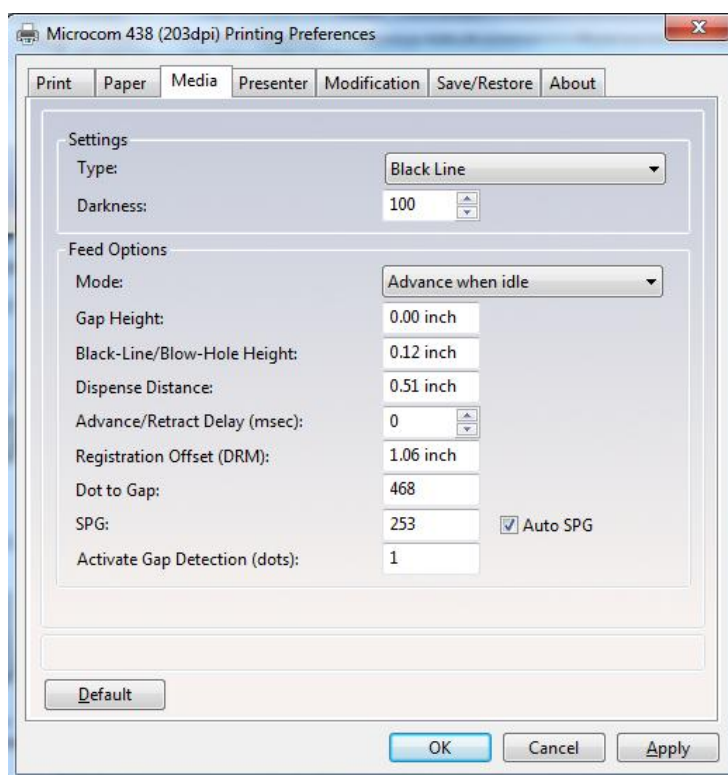 Microcom 438 (203dpi) Printing Preferences
Print Paper Media Presenter Modification Save/Restore About
Settings
Type: Black Line
Darkness: 100
Feed Options
Mode: Advance when idle
Gap Height: 0.00 inch
Black-Line/Blow-Hole Height: 0.12 inch
Dispense Distance: 0.51 inch
Advance/Retract Delay (msec): 0
Registration Offset (DRM): 1.06 inch
Dot to Gap: 468
SPG: 253 Auto SPG
Activate Gap Detection (dots): 1
Default
OK Cancel Apply